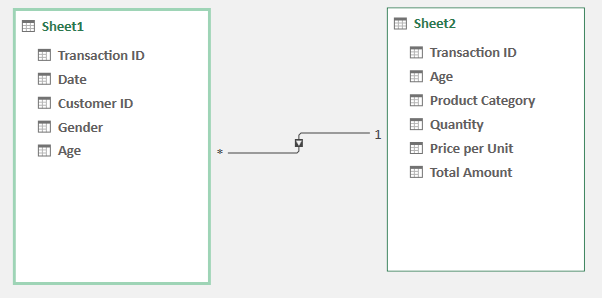 Sheet1
Transaction ID
Date
Customer ID
Gender
Age
*
1
Sheet2
Transaction ID
Age
Product Category
Quantity
Price per Unit
Total Amount